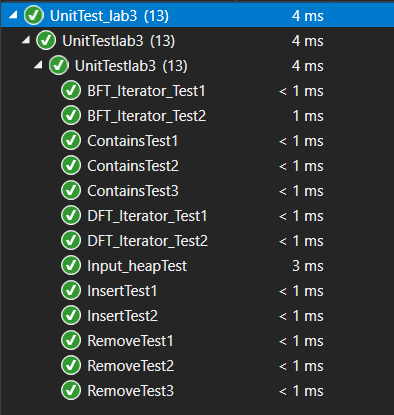 UnitTest_lab3 (13) 4 ms
UnitTestlab3 (13) 4 ms
UnitTestlab3 (13) 4 ms
BFT_Iterator_Test1 < 1 ms
BFT_Iterator_Test2 1 ms
ContainsTest1 < 1 ms
ContainsTest2 < 1 ms
ContainsTest3 < 1 ms
DFT_Iterator_Test1 < 1 ms
DFT_Iterator_Test2 < 1 ms
Input_heapTest 3 ms
InsertTest1 < 1 ms
InsertTest2 < 1 ms
RemoveTest1 < 1 ms
RemoveTest2 < 1 ms
RemoveTest3 < 1 ms